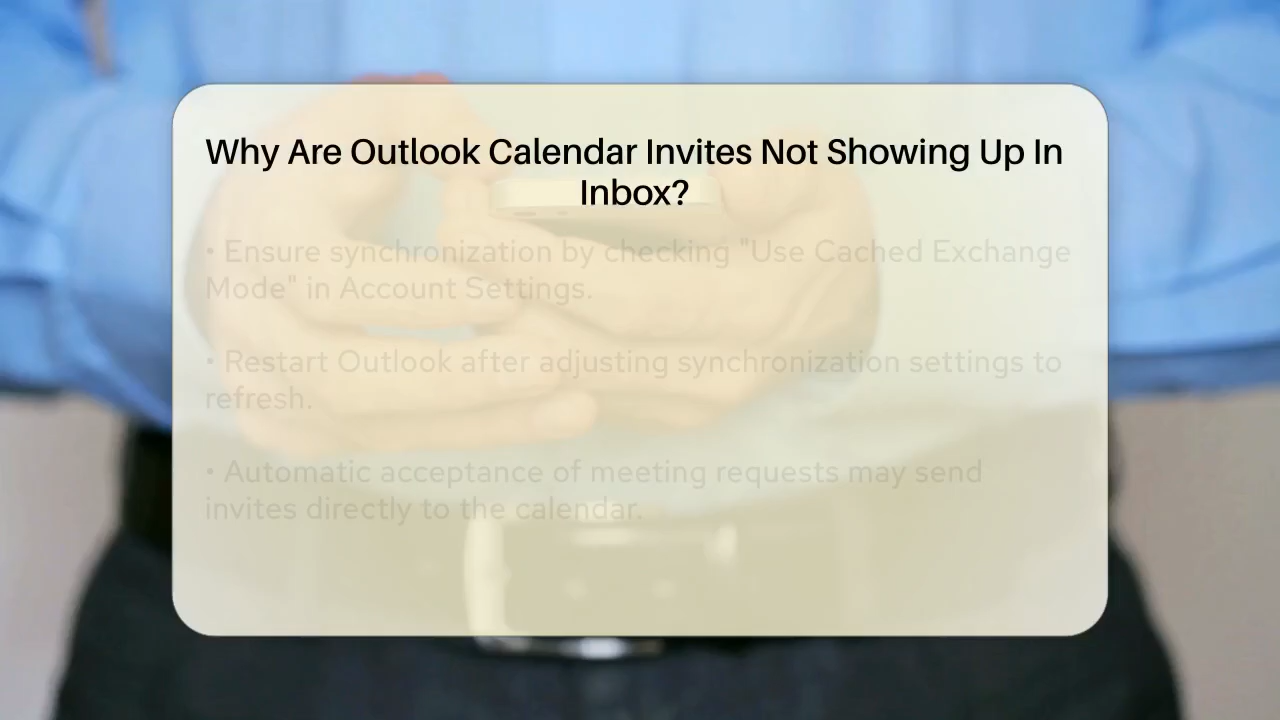 Why Are Outlook Calendar Invites Not Showing Up In
Inbox?
• Ensure synchronization by checking "Use Cached Exchange
Mode" in Account Settings.
• Restart Outlook after adjusting synchronization settings to
refresh.
• Automatic acceptance of meeting requests may send
invites directly to the calendar.